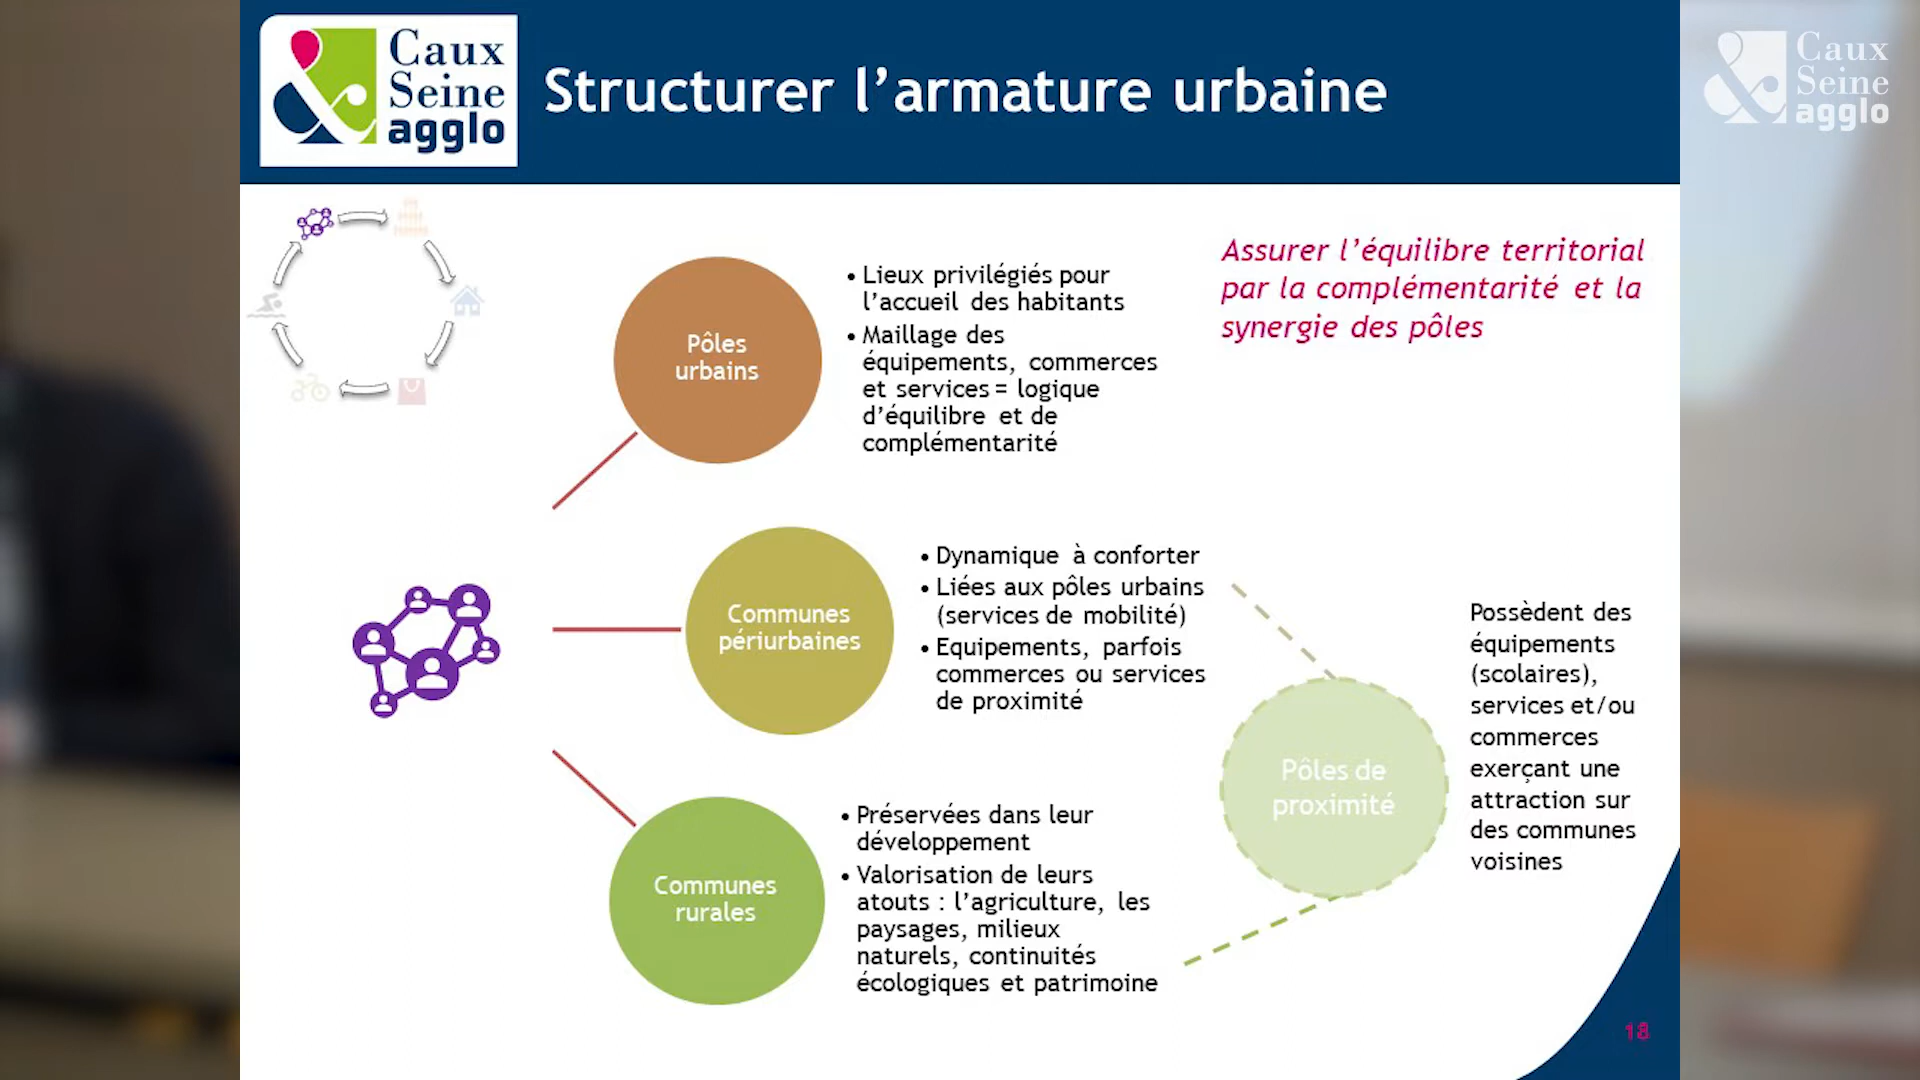 Caux
Seine
agglo
Structurer l’armature urbaine
Caux
Seine
agglo
Assurer l’équilibre territorial
par la complémentarité et la
synergie des pôles
Pôles
urbains
• Lieux privilégiés pour
l’accueil des habitants
• Maillage des
équipements, commerces
et services = logique
d’équilibre et de
complémentarité
Communes
périurbaines
• Dynamique à conforter
• Liées aux pôles urbains
(services de mobilité)
• Equipements, parfois
commerces ou services
de proximité
Communes
rurales
• Préservées dans leur
développement
• Valorisation de leurs
atouts : l’agriculture, les
paysages, milieux
naturels, continuités
écologiques et patrimoine
Pôles de
proximité
Possèdent des
équipements
(scolaires),
services et/ou
commerces
exerçant une
attraction sur
des communes
voisines
18